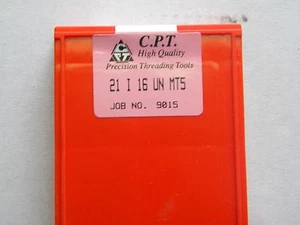 C.P.T.
High Quality
Precision Threading Tools
21 I 16 UN MT5
JOB NO. 9015